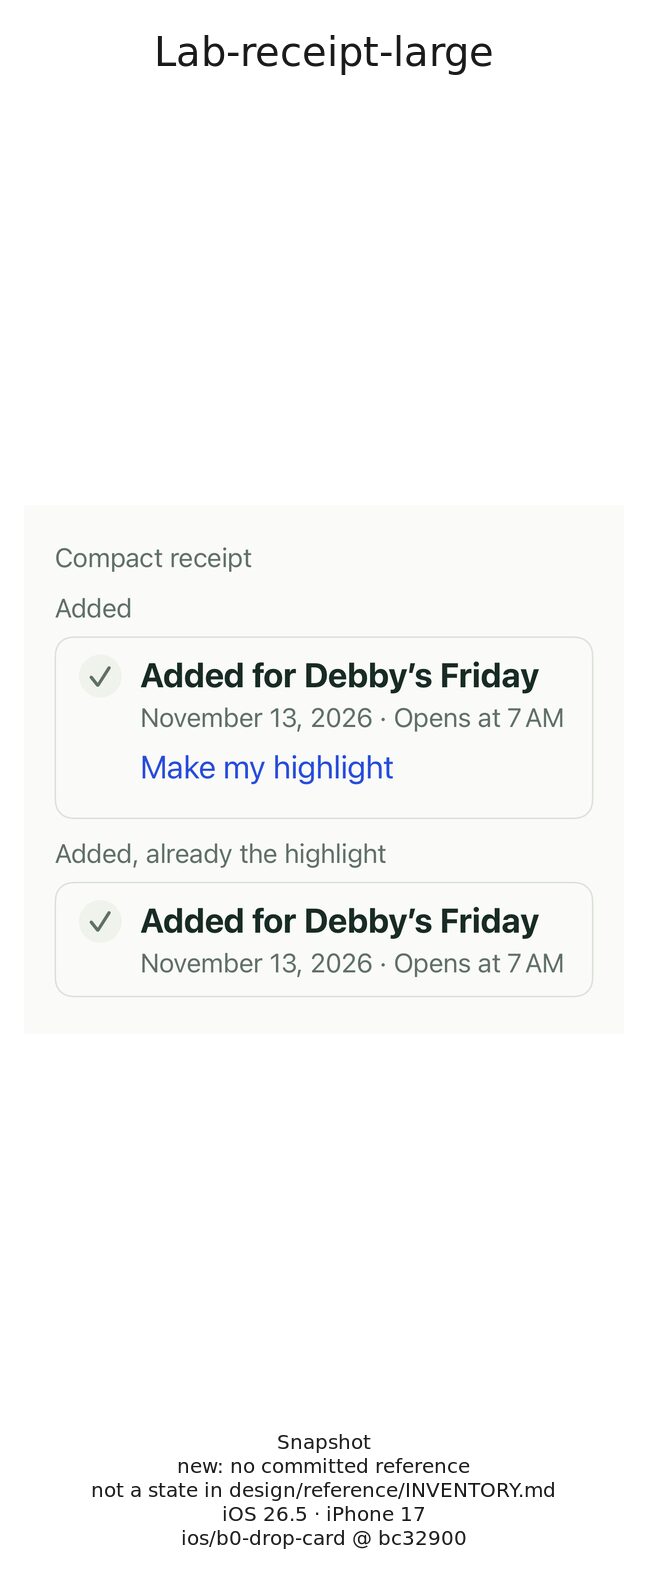 Lab-receipt-large
Compact receipt
Added
Added for Debby’s Friday
November 13, 2026 · Opens at 7 AM
Make my highlight
Added, already the highlight
Added for Debby’s Friday
November 13, 2026 · Opens at 7 AM
Snapshot
new: no committed reference
not a state in design/reference/INVENTORY.md
iOS 26.5 · iPhone 17
ios/b0-drop-card @ bc32900